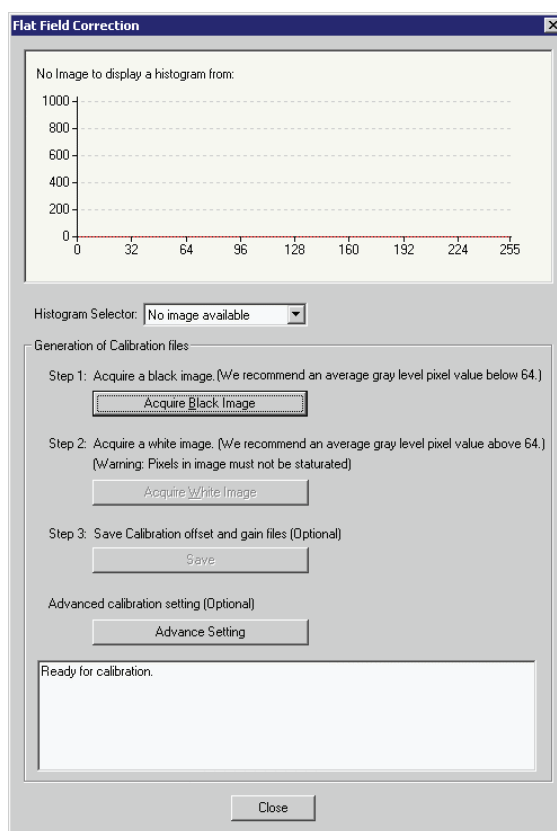 Flat Field Correction
No Image to display a histogram from:
1000
800
600
400
200
0
0 32 64 96 128 160 192 224 255
Histogram Selector: No image available
Generation of Calibration files
Step 1: Acquire a black image. (We recommend an average gray level pixel value below 64.)
Acquire Black Image
Step 2: Acquire a white image. (We recommend an average gray level pixel value above 64.)
(Warning: Pixels in image must not be staturated)
Acquire White Image
Step 3: Save Calibration offset and gain files (Optional)
Save
Advanced calibration setting (Optional)
Advance Setting
Ready for calibration.
Close